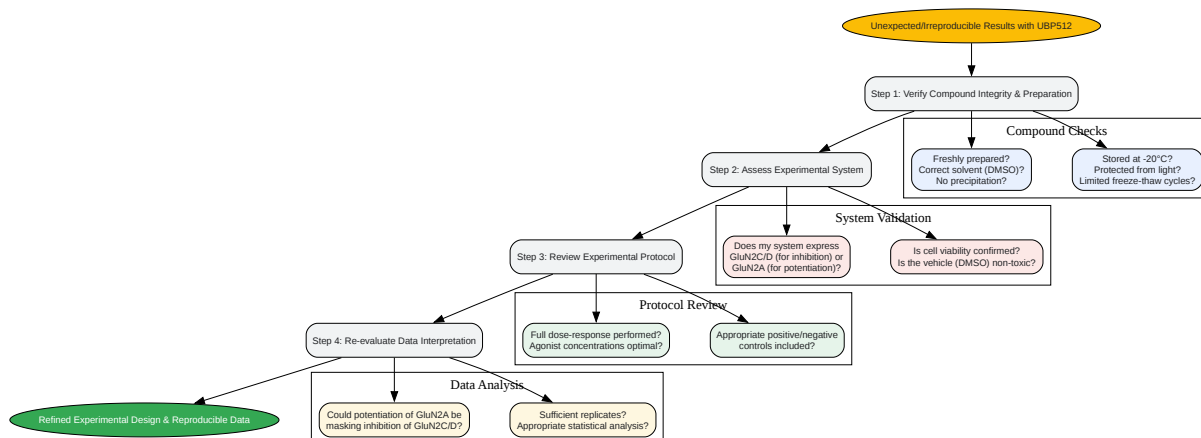 Unexpected/Irreproducible Results with UBP512
Step 1: Verify Compound Integrity & Preparation
Compound Checks
Freshly prepared?
Correct solvent (DMSO)?
No precipitation?
Stored at -20°C?
Protected from light?
Limited freeze-thaw cycles?
Step 2: Assess Experimental System
System Validation
Does my system express
GluN2C/D (for inhibition) or
GluN2A (for potentiation)?
Is cell viability confirmed?
Is the vehicle (DMSO) non-toxic?
Step 3: Review Experimental Protocol
Protocol Review
Full dose-response performed?
Agonist concentrations optimal?
Appropriate positive/negative
controls included?
Step 4: Re-evaluate Data Interpretation
Data Analysis
Could potentiation of GluN2A be
masking inhibition of GluN2C/D?
Sufficient replicates?
Appropriate statistical analysis?
Refined Experimental Design & Reproducible Data